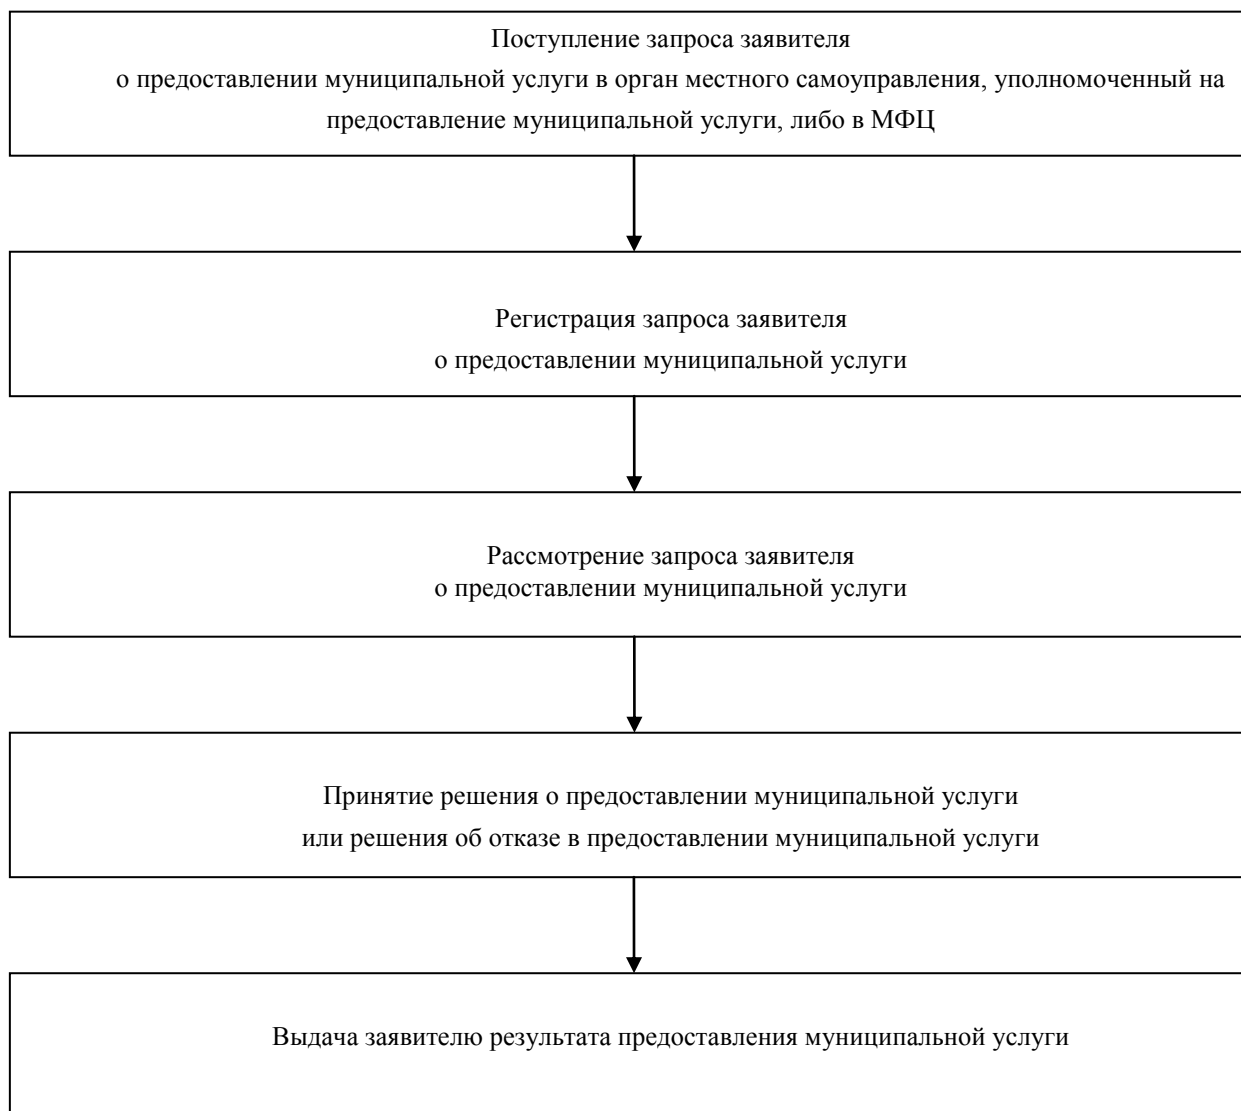 Поступление запроса заявителя
о предоставлении муниципальной услуги в орган местного самоуправления, уполномоченный на
предоставление муниципальной услуги, либо в МФЦ
Регистрация запроса заявителя
о предоставлении муниципальной услуги
Рассмотрение запроса заявителя
о предоставлении муниципальной услуги
Принятие решения о предоставлении муниципальной услуги
или решения об отказе в предоставлении муниципальной услуги
Выдача заявителю результата предоставления муниципальной услуги